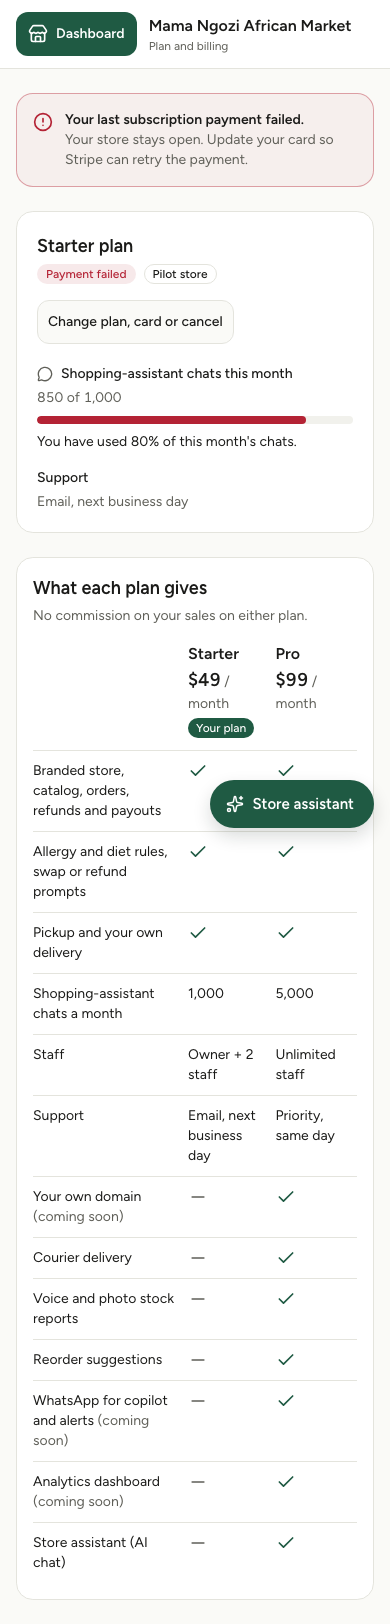 Dashboard
Mama Ngozi African Market
Plan and billing
Your last subscription payment failed.
Your store stays open. Update your card so
Stripe can retry the payment.
Starter plan
Payment failed
Pilot store
Change plan, card or cancel
Shopping-assistant chats this month
850 of 1,000
You have used 80% of this month's chats.
Support
Email, next business day
What each plan gives
No commission on your sales on either plan.
Starter
Pro
$49 /
month
$99 /
month
Your plan
Branded store,
catalog, orders,
refunds and payouts
Store assistant
Allergy and diet rules,
swap or refund
prompts
Pickup and your own
delivery
Shopping-assistant
chats a month
1,000
5,000
Staff
Owner + 2
staff
Unlimited
staff
Support
Email, next
business
day
Priority,
same day
Your own domain
(coming soon)
—
Courier delivery
—
Voice and photo stock
reports
—
Reorder suggestions
—
WhatsApp for copilot
and alerts (coming
soon)
—
Analytics dashboard
(coming soon)
—
Store assistant (AI
chat)
—